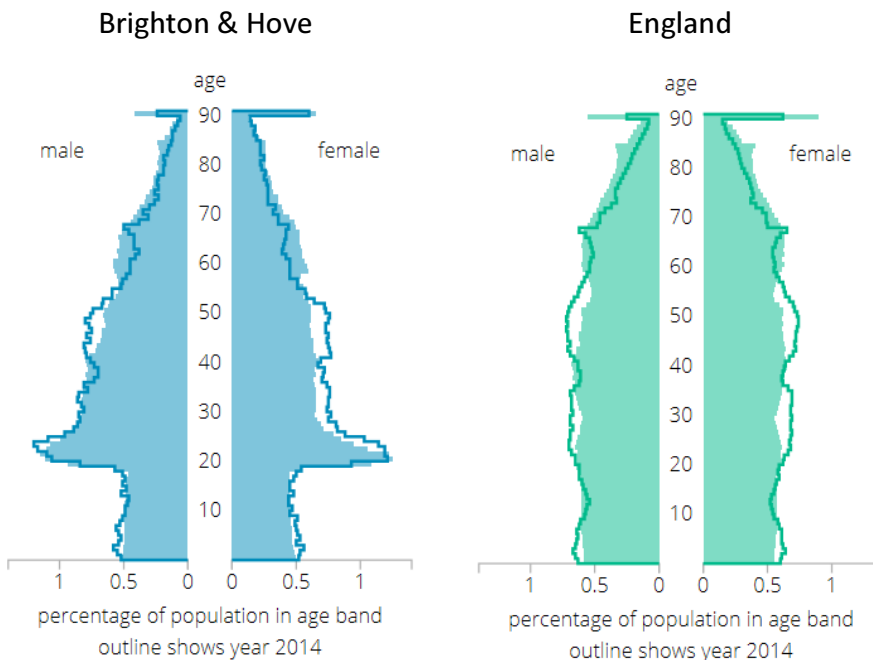 Brighton & Hove
age
male
female
90
80
70
60
50
40
30
20
10
1
0.5
0
0
0.5
1
percentage of population in age band
outline shows year 2014
England
age
male
female
90
80
70
60
50
40
30
20
10
1
0.5
0
0
0.5
1
percentage of population in age band
outline shows year 2014